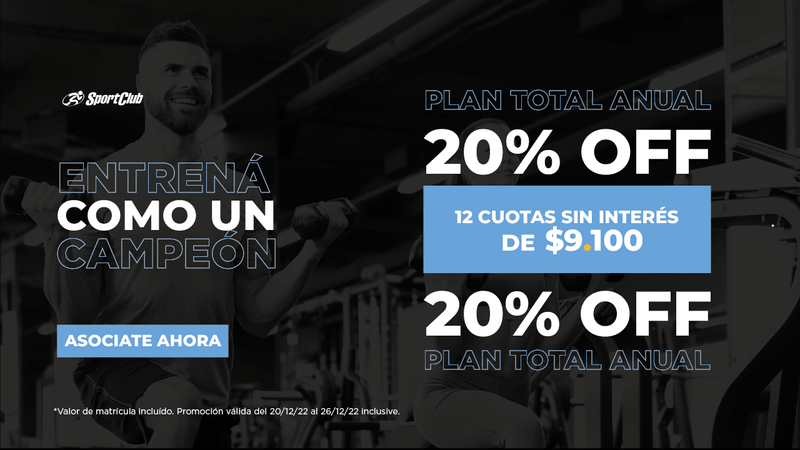 SportClub
ENTRENÁ
COMO UN
CAMPEÓN
ASOCIATE AHORA
*Valor de matrícula incluído. Promoción válida del 20/12/22 al 26/12/22 inclusive.
PLAN TOTAL ANUAL
20% OFF
12 CUOTAS SIN INTERÉS
DE $9.100
20% OFF
PLAN TOTAL ANUAL